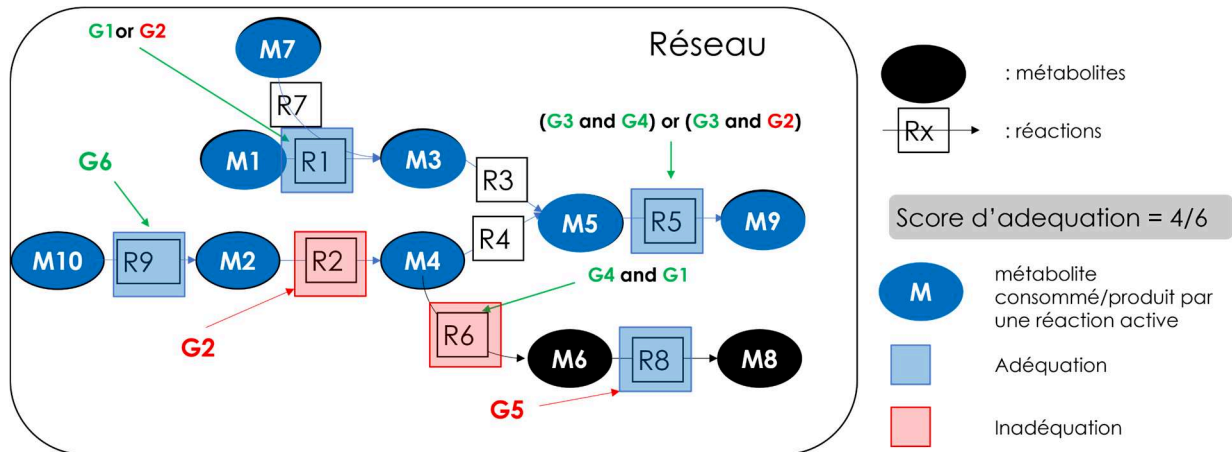 G1or G2
M7
Réseau
: métabolites
R7
(G3 and G4) or (G3 and G2)
Rx
: réactions
G6
M1
R1
M3
R3
M5
R5
M9
Score d’adequation = 4/6
R4
M10
R9
M2
R2
M4
G4 and G1
M
métabolite
consommé/produit par
une réaction active
G2
R6
M6
R8
M8
Adéquation
G5
Inadéquation